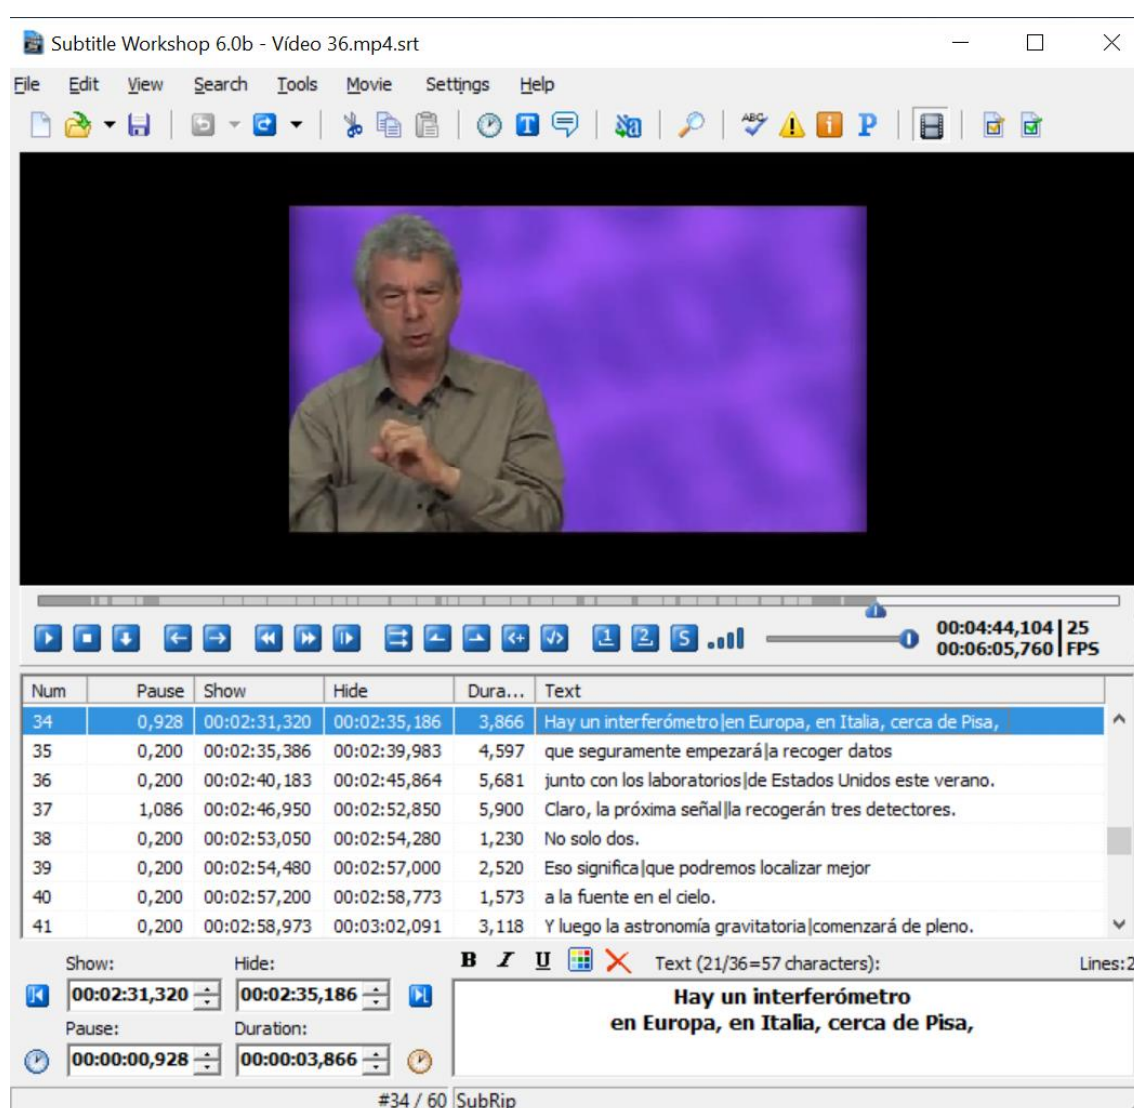 Subtitle Workshop 6.0b - Vídeo 36.mp4.srt
File Edit View Search Tools Movie Settings Help
T ABC i P
1 2 S 00:04:44,104 25
00:06:05,760 FPS
Num Pause Show Hide Dura... Text
34 0,928 00:02:31,320 00:02:35,186 3,866 Hay un interferómetro|en Europa, en Italia, cerca de Pisa,
35 0,200 00:02:35,386 00:02:39,983 4,597 que seguramente empezará|a recoger datos
36 0,200 00:02:40,183 00:02:45,864 5,681 junto con los laboratorios|de Estados Unidos este verano.
37 1,086 00:02:46,950 00:02:52,850 5,900 Claro, la próxima señal|la recogerán tres detectores.
38 0,200 00:02:53,050 00:02:54,280 1,230 No solo dos.
39 0,200 00:02:54,480 00:02:57,000 2,520 Eso significa|que podremos localizar mejor
40 0,200 00:02:57,200 00:02:58,773 1,573 a la fuente en el cielo.
41 0,200 00:02:58,973 00:03:02,091 3,118 Y luego la astronomía gravitatoria|comenzará de pleno.
Show: Hide: B I U Text (21/36=57 characters): Lines:2
00:02:31,320 00:02:35,186 Hay un interferómetro
Pause: Duration: en Europa, en Italia, cerca de Pisa,
00:00:00,928 00:00:03,866
#34 / 60 SubRip